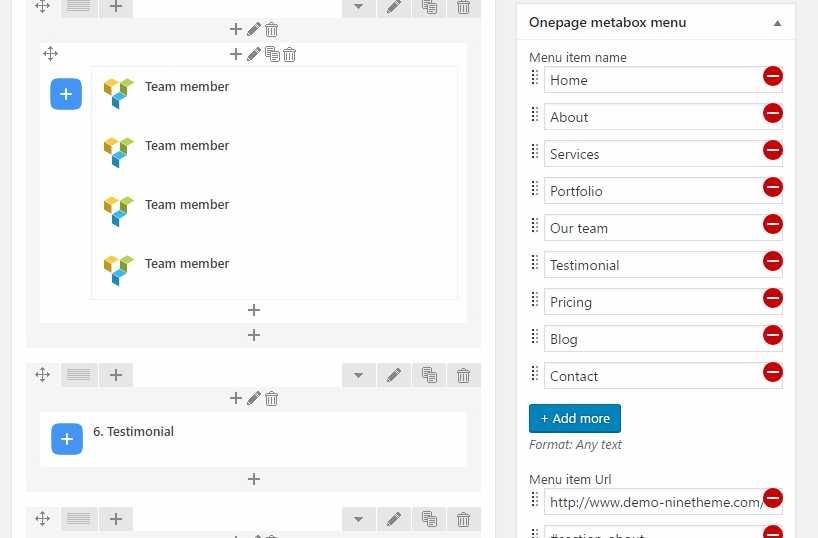 Team member
Team member
Team member
Team member
6. Testimonial
Onepage metabox menu
Menu item name
Home
About
Services
Portfolio
Our team
Testimonial
Pricing
Blog
Contact
+ Add more
Format: Any text
Menu item Url
http://www.demo-ninetheme.com/
#section-about